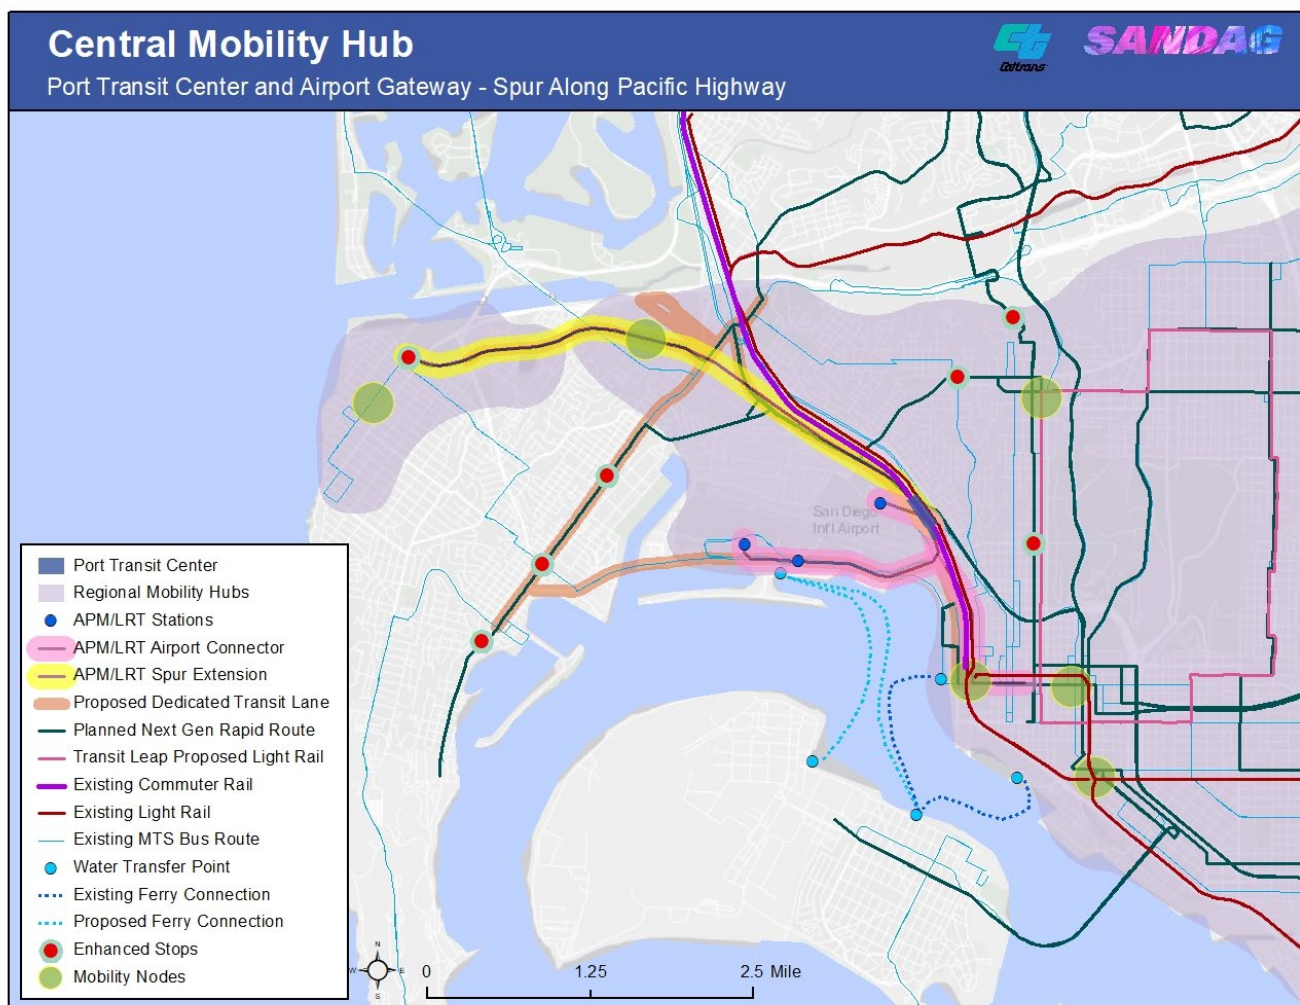 Central Mobility Hub
Port Transit Center and Airport Gateway - Spur Along Pacific Highway
Caltrans
SANDAG
San Diego
Int'l Airport
Port Transit Center
Regional Mobility Hubs
APM/LRT Stations
APM/LRT Airport Connector
APM/LRT Spur Extension
Proposed Dedicated Transit Lane
Planned Next Gen Rapid Route
Transit Leap Proposed Light Rail
Existing Commuter Rail
Existing Light Rail
Existing MTS Bus Route
Water Transfer Point
Existing Ferry Connection
Proposed Ferry Connection
Enhanced Stops
Mobility Nodes
N
W E
S
0 1.25 2.5 Mile